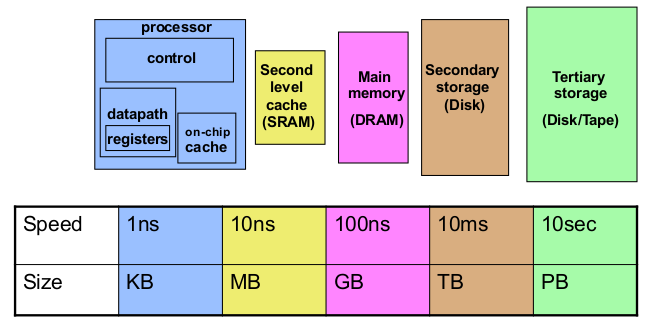 processor
control
datapath
registers
on-chip
cache
Second
level
cache
(SRAM)
Main
memory
(DRAM)
Secondary
storage
(Disk)
Tertiary
storage
(Disk/Tape)
Speed 1ns 10ns 100ns 10ms 10sec
Size KB MB GB TB PB